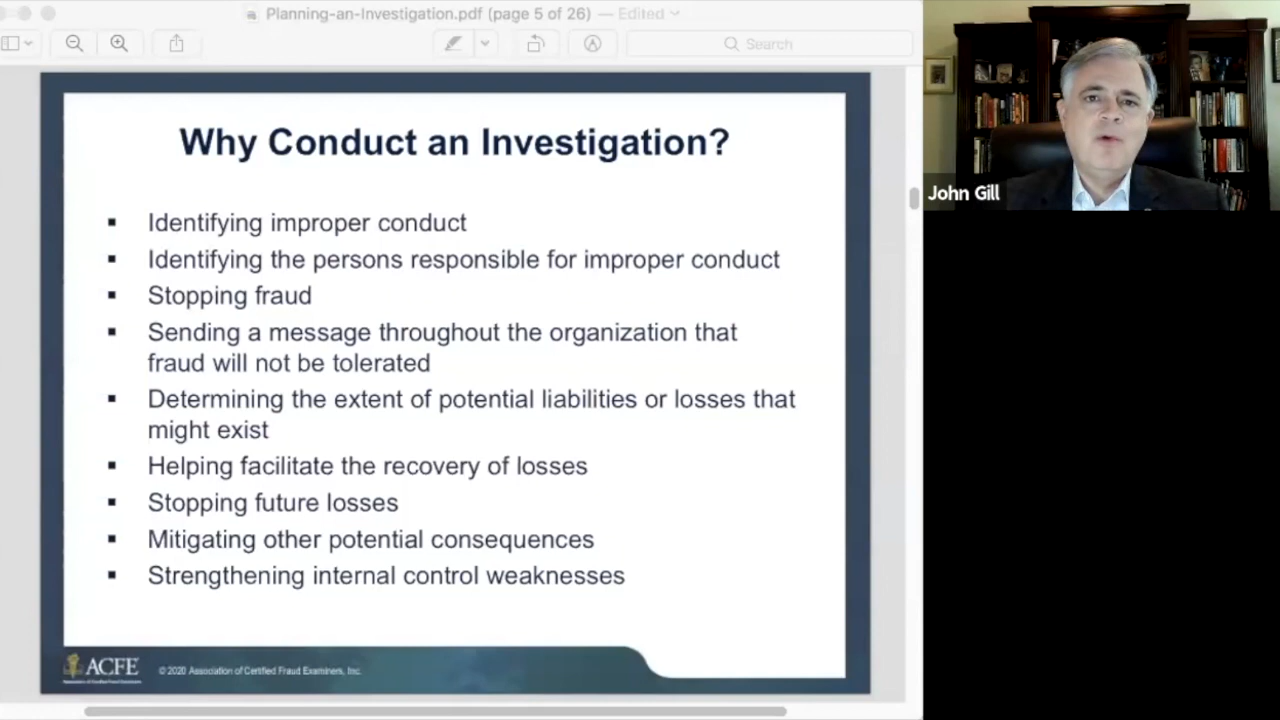 Planning-an-Investigation.pdf (page 5 of 26) — Edited
Search
Why Conduct an Investigation?
▪ Identifying improper conduct
▪ Identifying the persons responsible for improper conduct
▪ Stopping fraud
▪ Sending a message throughout the organization that
fraud will not be tolerated
▪ Determining the extent of potential liabilities or losses that
might exist
▪ Helping facilitate the recovery of losses
▪ Stopping future losses
▪ Mitigating other potential consequences
▪ Strengthening internal control weaknesses
ACFE
© 2020 Association of Certified Fraud Examiners, Inc.
John Gill